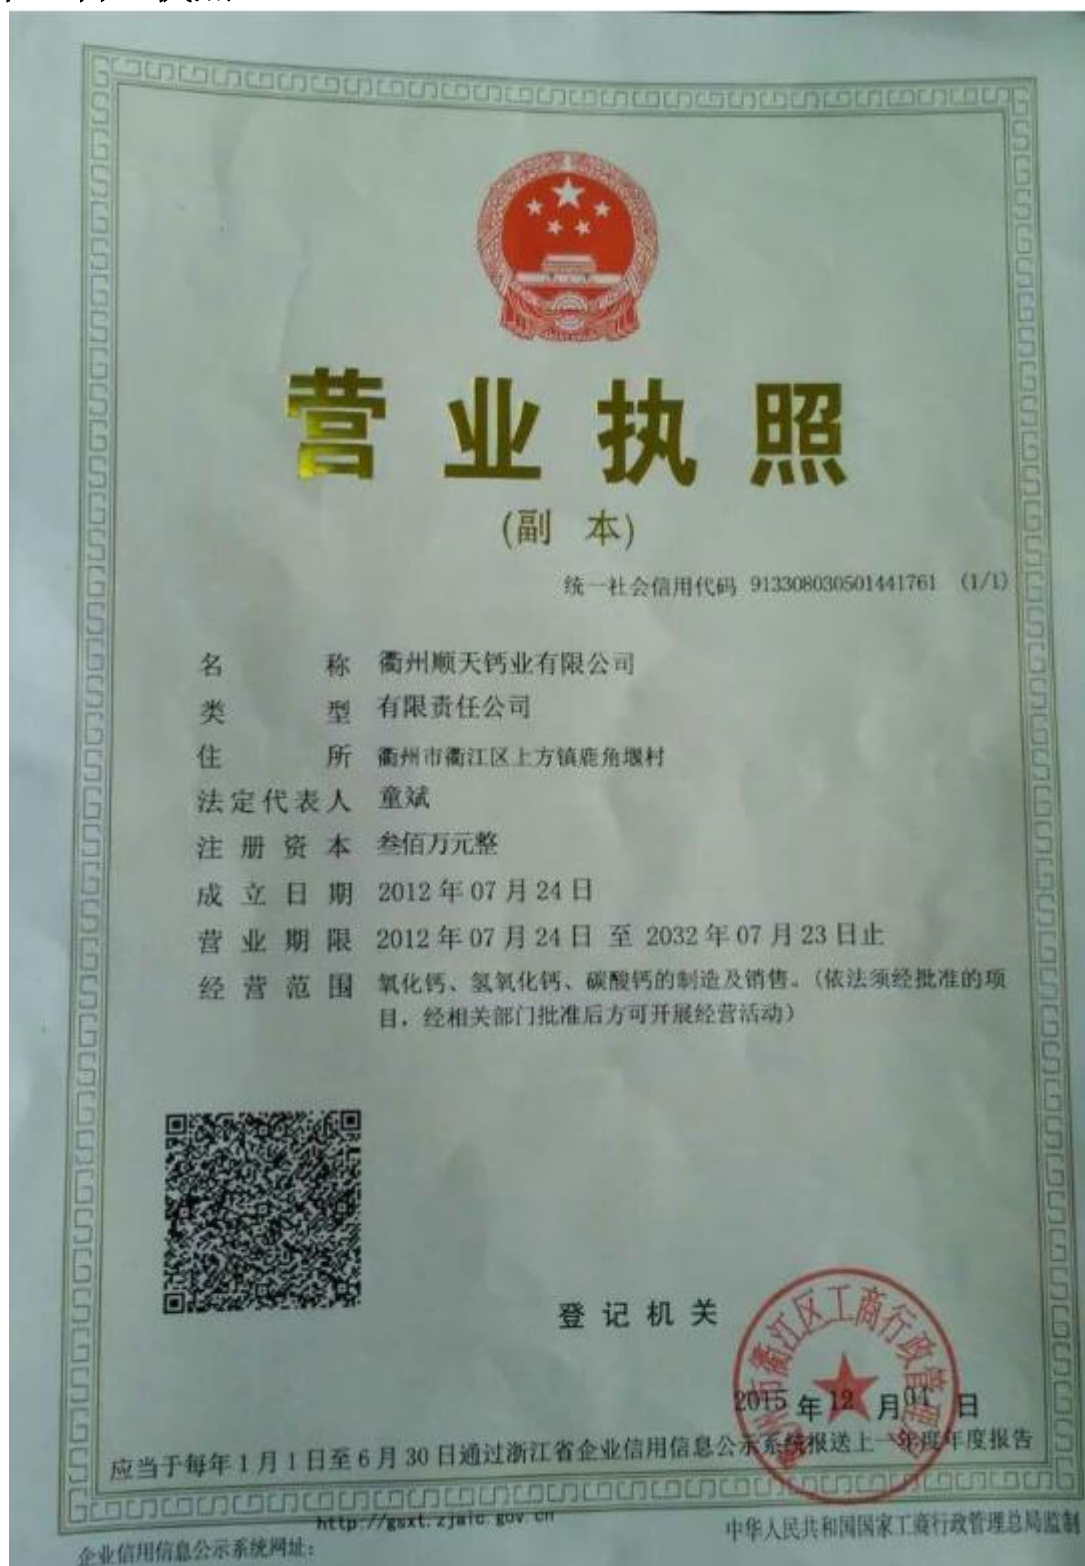 营业执照
(副 本)
统一社会信用代码 913308030501441761 (1/1)
名 称 衢州顺天钙业有限公司
类 型 有限责任公司
住 所 衢州市衢江区上方镇鹿角堰村
法定代表人 童斌
注册资本 叁佰万元整
成立日期 2012年07月24日
营业期限 2012年07月24日 至 2032年07月23日止
经营范围 氧化钙、氢氧化钙、碳酸钙的制造及销售。(依法须经批准的项
目，经相关部门批准后方可开展经营活动)
登记机关
州市衢江区工商行政管理
2015年12月 日
应当于每年1月1日至6月30日通过浙江省企业信用信息公示系统报送上一年度年度报告
http://gsxt.zjaic.gov.cn
企业信用信息公示系统网址：
中华人民共和国国家工商行政管理总局监制